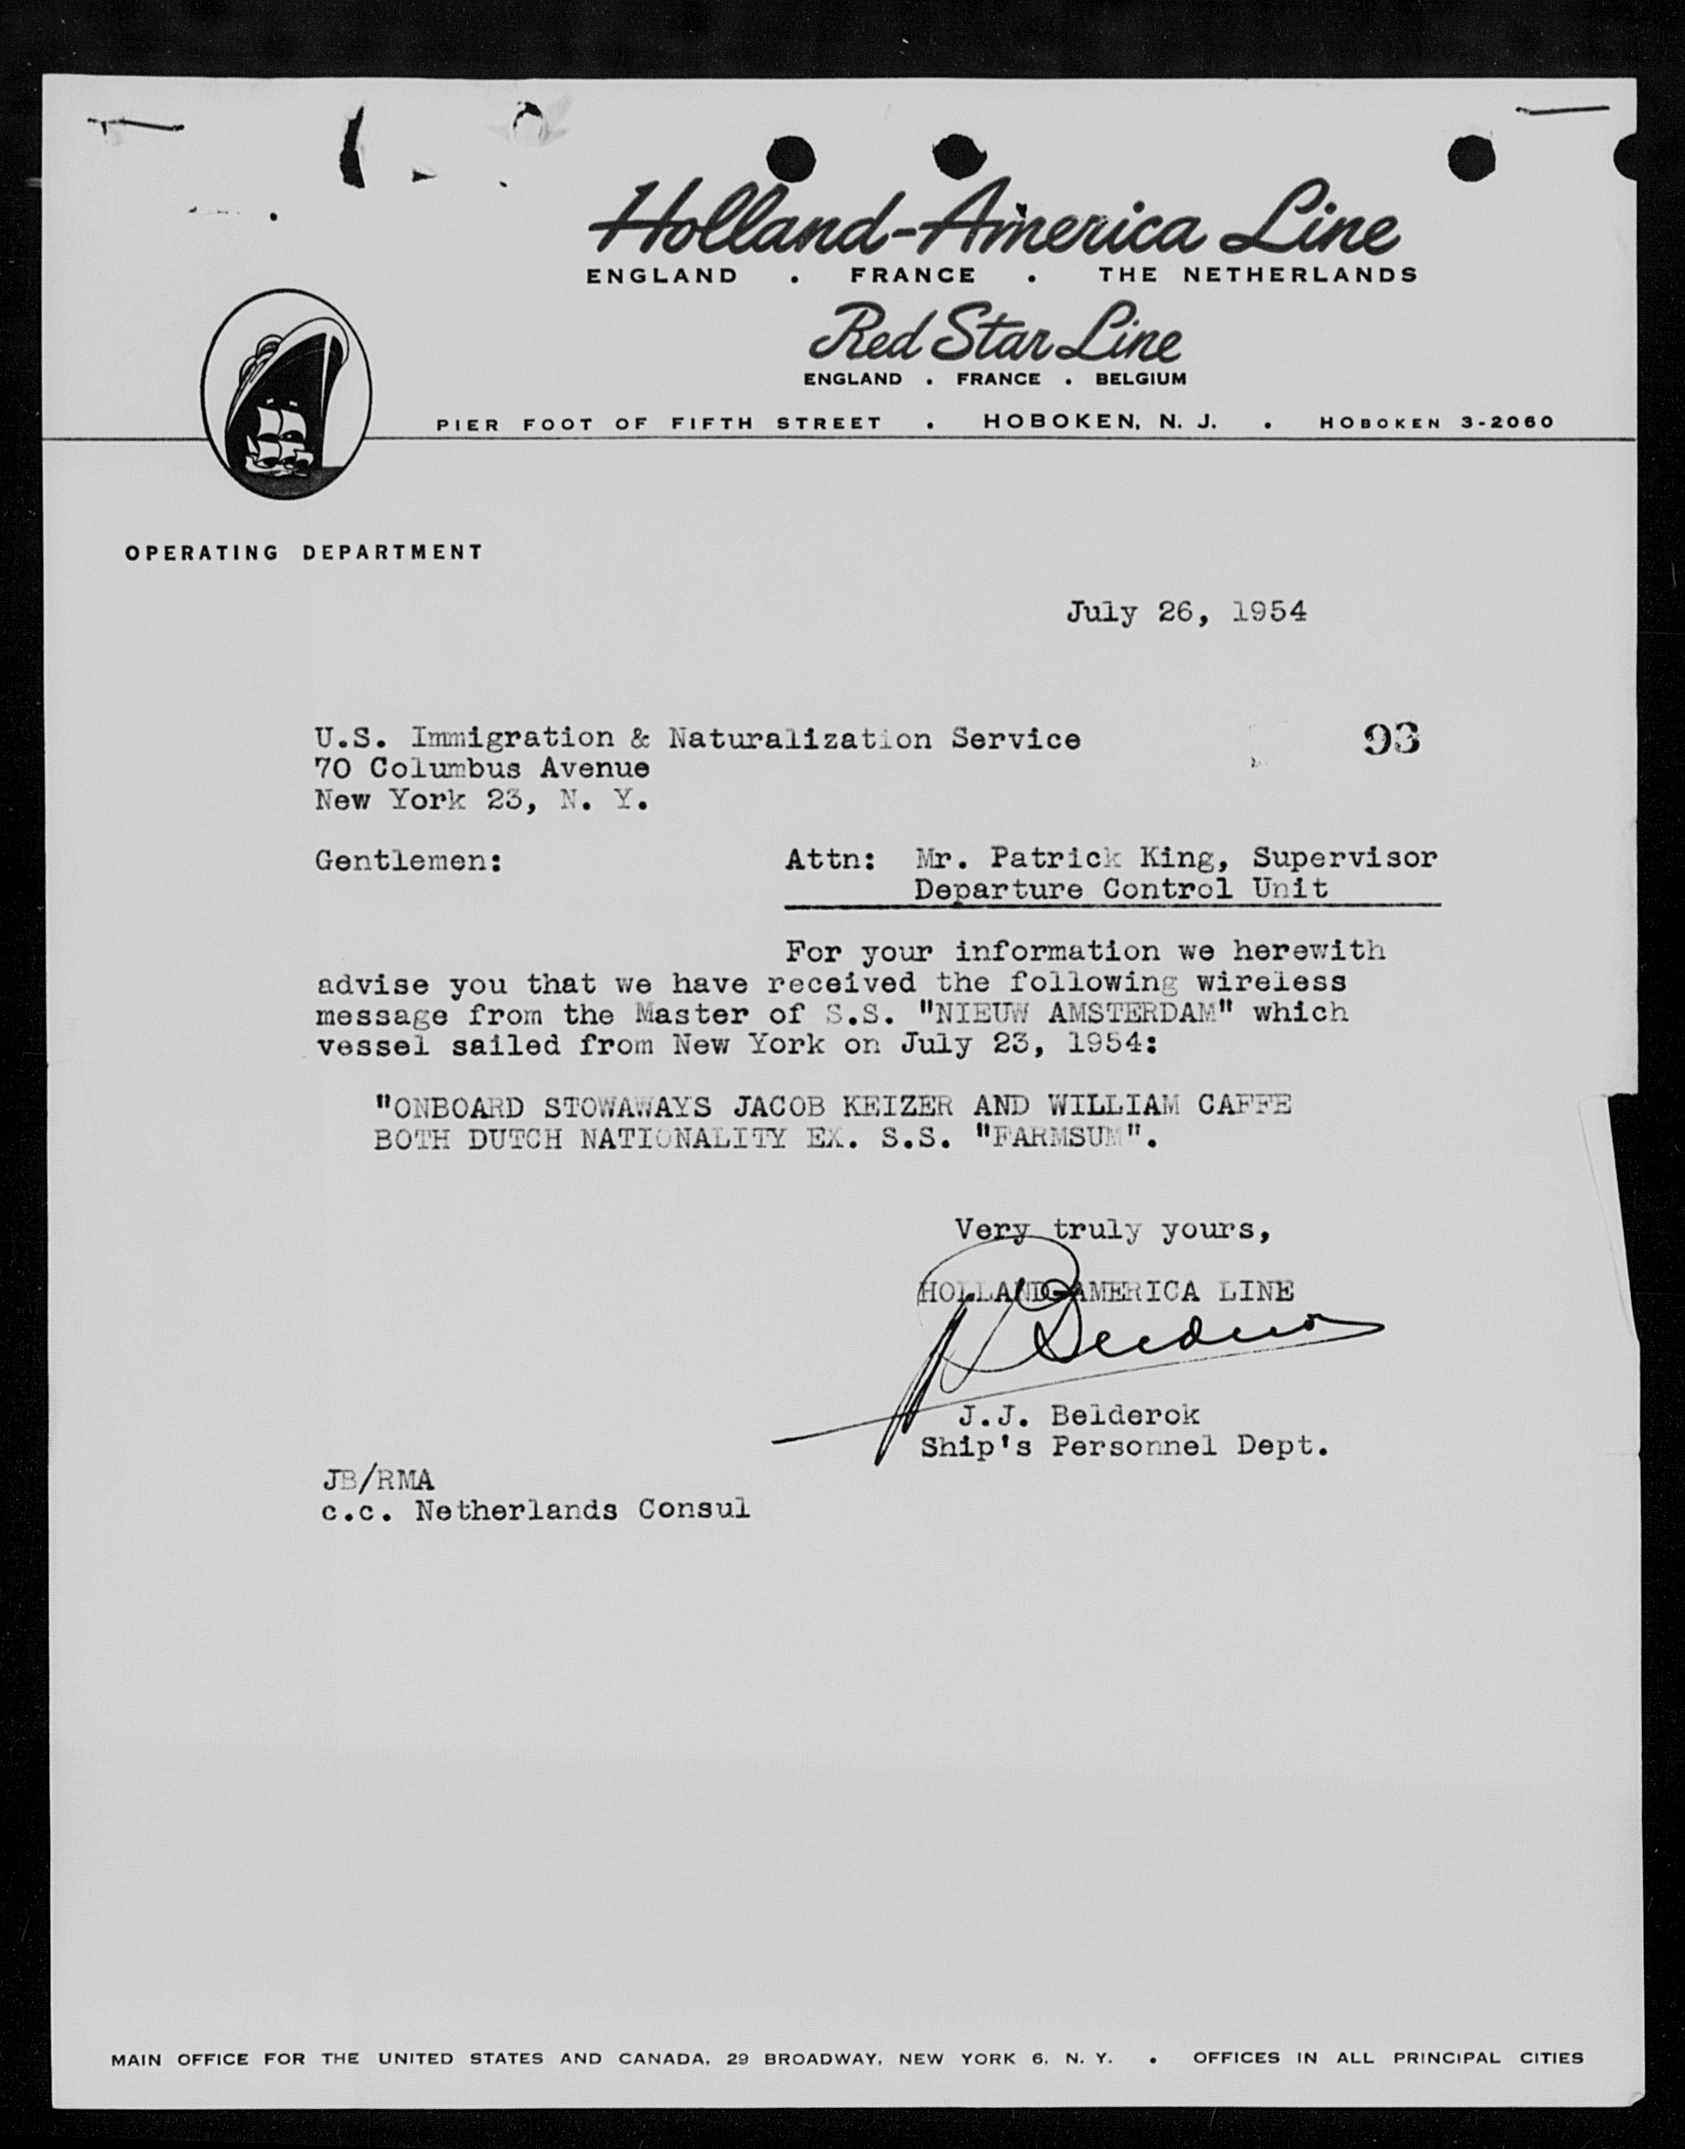 Holland-America Line
ENGLAND . FRANCE . THE NETHERLANDS
Red Star Line
ENGLAND . FRANCE . BELGIUM
PIER FOOT OF FIFTH STREET . HOBOKEN, N. J. . HOBOKEN 3-2060
OPERATING DEPARTMENT
July 26, 1954
U.S. Immigration & Naturalization Service
93
70 Columbus Avenue
New York 23, N. Y.
Gentlemen: Attn: Mr. Patrick King, Supervisor
Departure Control Unit
For your information we herewith
advise you that we have received the following wireless
message from the Master of S.S. "NIEUW AMSTERDAM" which
vessel sailed from New York on July 23, 1954:
"ONBOARD STOWAWAYS JACOB KEIZER AND WILLIAM CAFFE
BOTH DUTCH NATIONALITY EX. S.S. "FARMSUM".
Very truly yours,
HOLLAND-AMERICA LINE
J.J. Belderok
Ship's Personnel Dept.
JB/RMA
c.c. Netherlands Consul
MAIN OFFICE FOR THE UNITED STATES AND CANADA, 29 BROADWAY, NEW YORK 6, N. Y. . OFFICES IN ALL PRINCIPAL CITIES